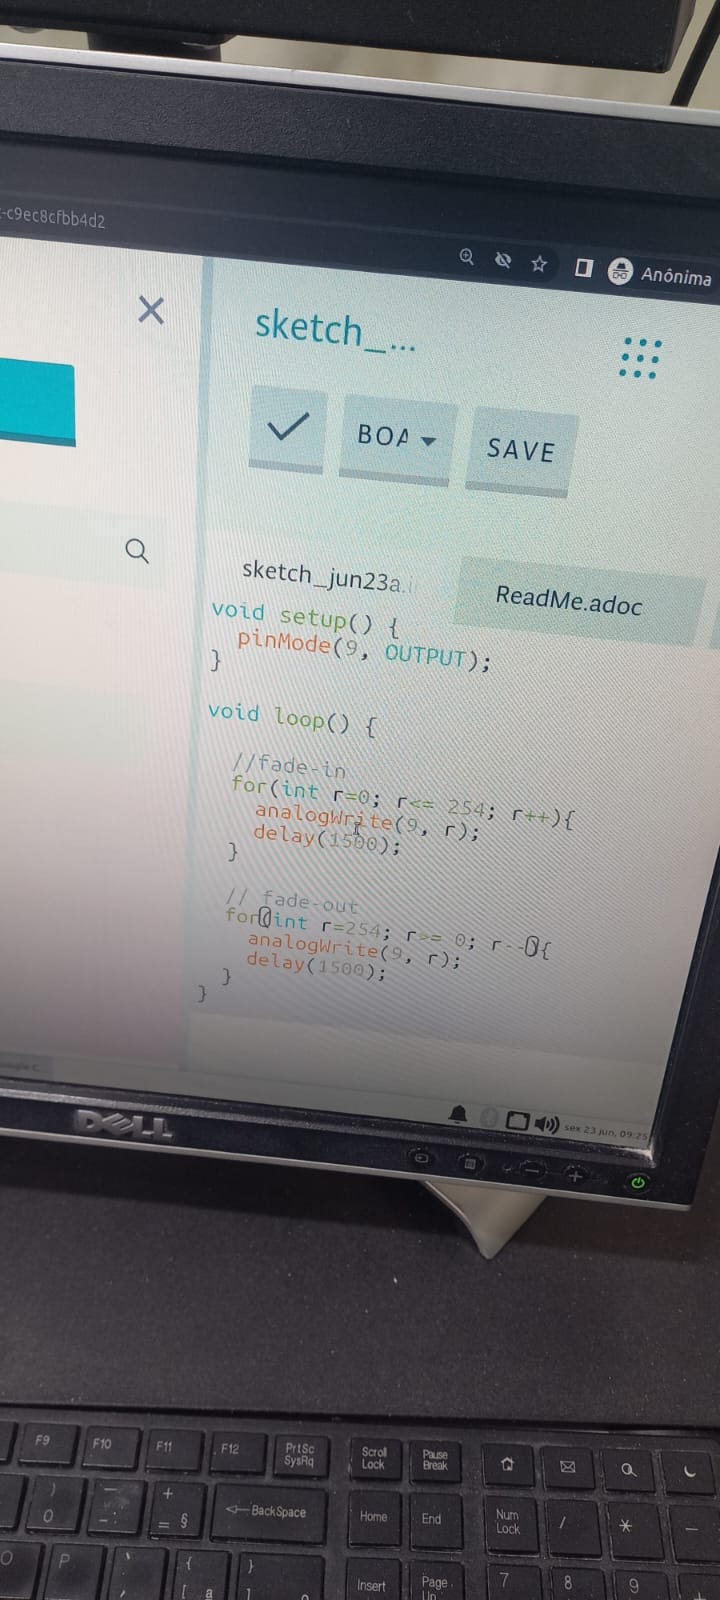 -c9ec8cfbb4d2
Anônima
sketch_...
BOA
SAVE
sketch_jun23a.i
ReadMe.adoc
void setup() {
  pinMode(9, OUTPUT);
}
void loop() {
  //fade-in
  for(int r=0; r<= 254; r++){
    analogWrite(9, r);
    delay(1500);
  }
  // fade-out
  for(int r=254; r>= 0; r--){
    analogWrite(9, r);
    delay(1500);
  }
}
DELL
sex 23 jun, 09:25
F9 F10 F11 F12 PrtSc Scroll Pause
SysRq Lock Break
) + BackSpace Home End Num / * -
0 = § Lock
O P { } Insert Page 7 8 9
[ ª ] Up